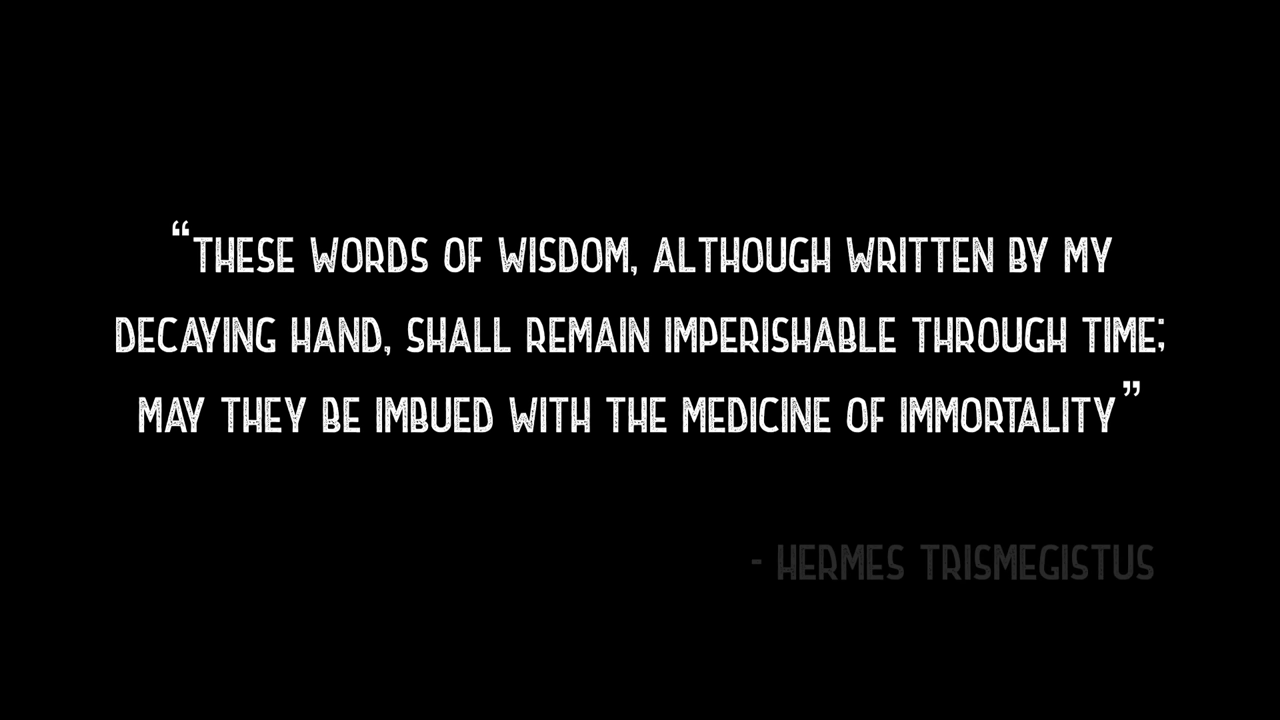 “THESE WORDS OF WISDOM, ALTHOUGH WRITTEN BY MY
DECAYING HAND, SHALL REMAIN IMPERISHABLE THROUGH TIME;
MAY THEY BE IMBUED WITH THE MEDICINE OF IMMORTALITY”
- HERMES TRISMEGISTUS